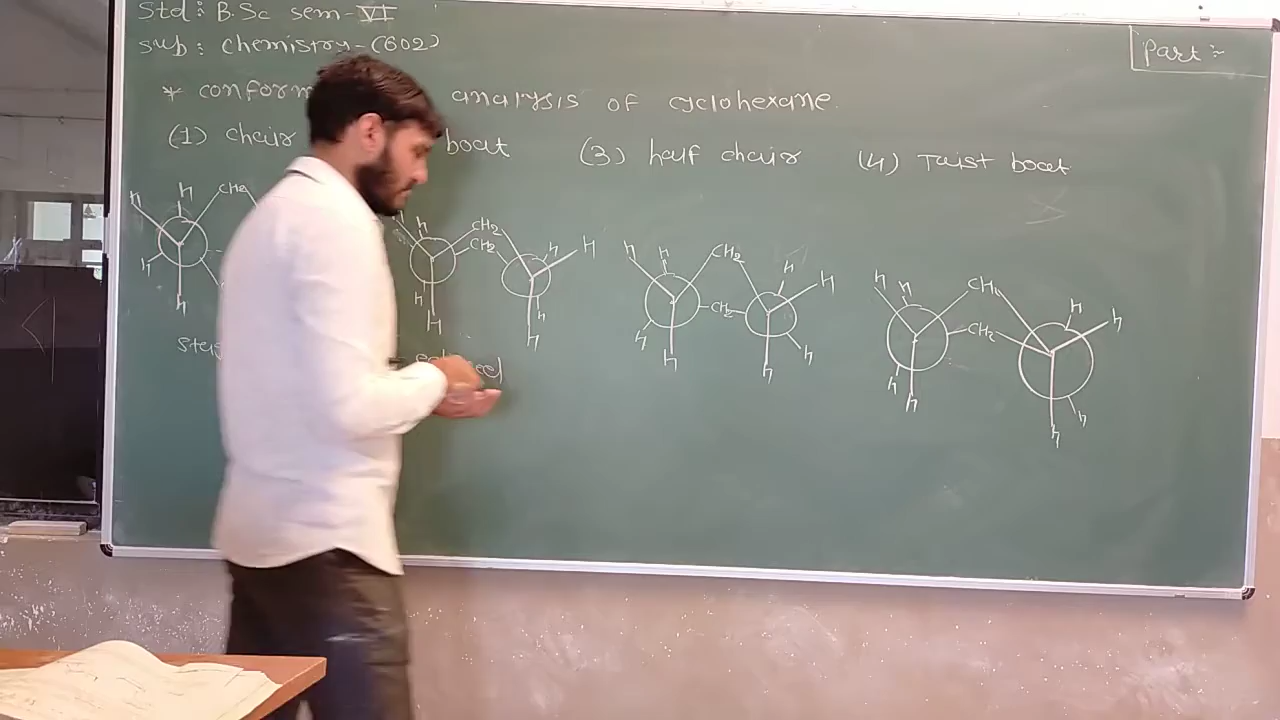 Std : B.Sc sem-VI
sub : chemistry-(602)
Part :-
* conform analysis of cyclohexane
(1) chair boat (3) half chair (4) Twist boat
H H CH2 H H
H CH2 CH2 H H H H
H H CH2 H H CH2 H H H H
H H CH2 H H CH2 H H H H